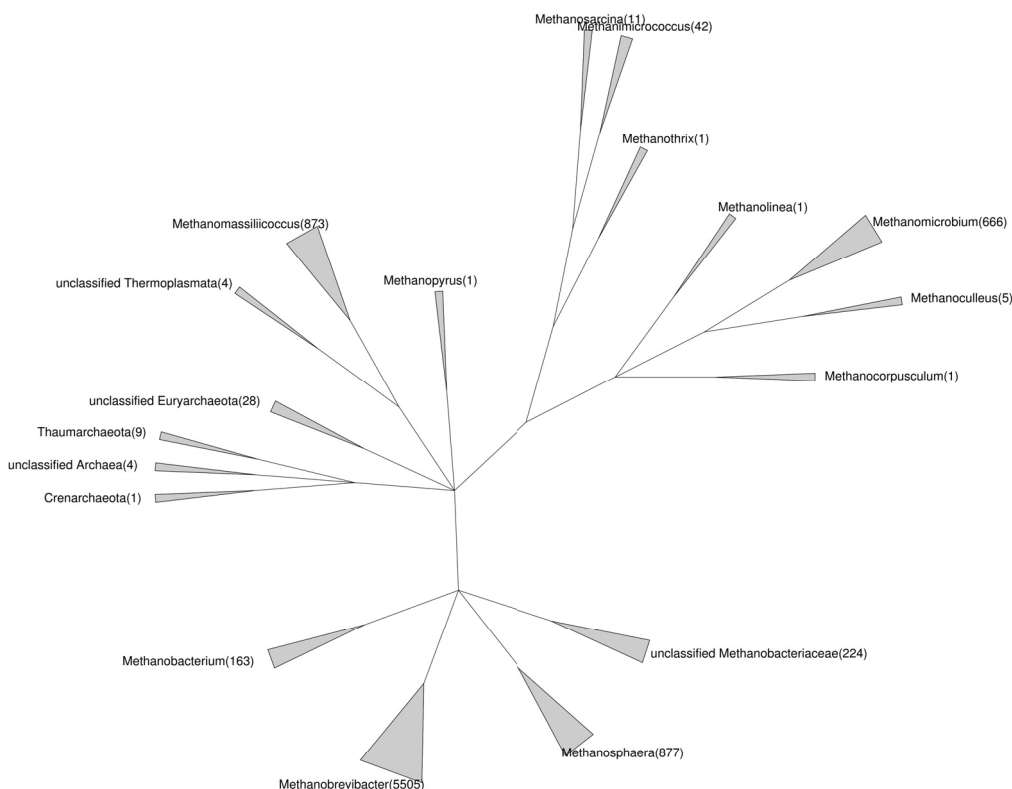 Methanosarcina(11)
Methanimicrococcus(42)
Methanothrix(1)
Methanolinea(1)
Methanomassiliicoccus(873)
Methanomicrobium(666)
unclassified Thermoplasmata(4)
Methanopyrus(1)
Methanoculleus(5)
Methanocorpusculum(1)
unclassified Euryarchaeota(28)
Thaumarchaeota(9)
unclassified Archaea(4)
Crenarchaeota(1)
Methanobacterium(163)
unclassified Methanobacteriaceae(224)
Methanosphaera(877)
Methanobrevibacter(5505)